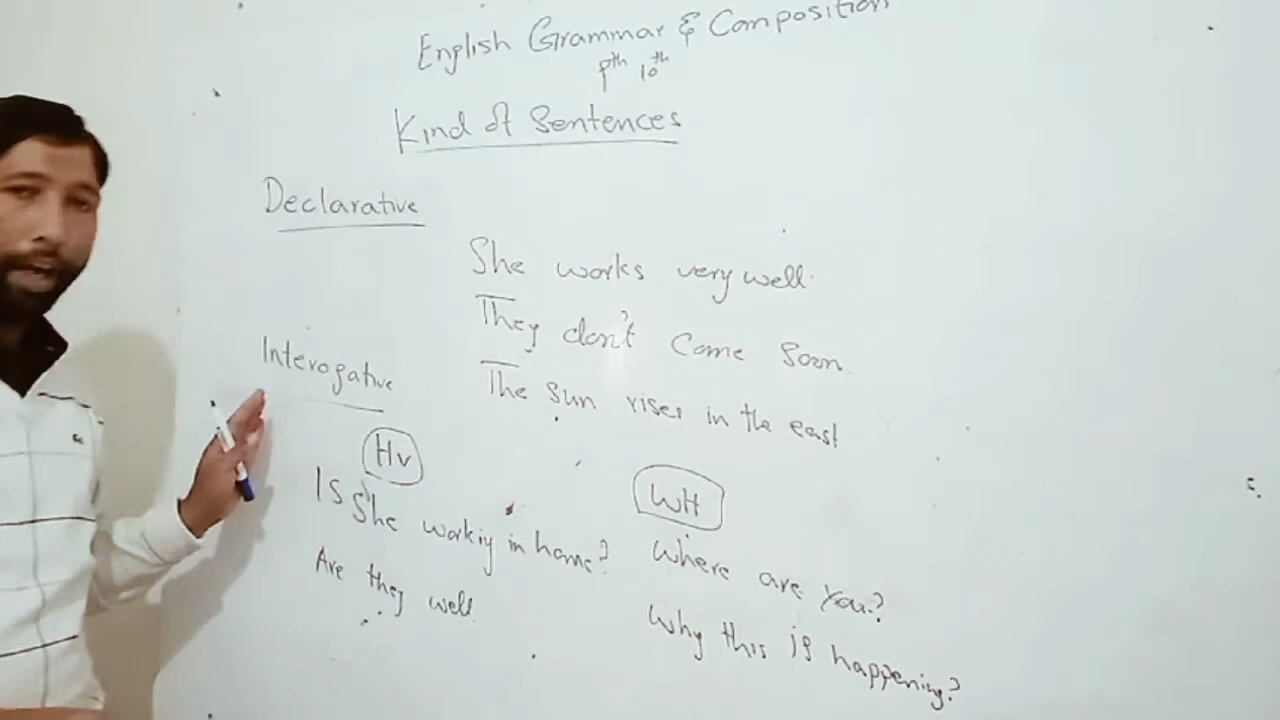 English Grammar & Composition
9th 10th
Kind of Sentences
Declarative
She works very well.
They don't come soon
The sun rises in the east
Interogative
HV
Is She workiy in home?
Are they well
WH
Where are you?
Why this is happening?